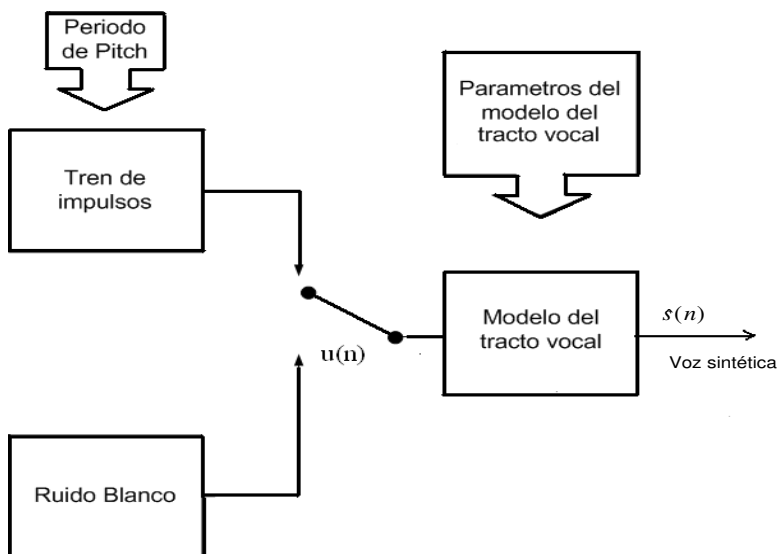 Periodo
de Pitch
Parametros del
modelo del
tracto vocal
Tren de
impulsos
u(n)
Modelo del
tracto vocal
s(n)
Voz sintética
Ruido Blanco